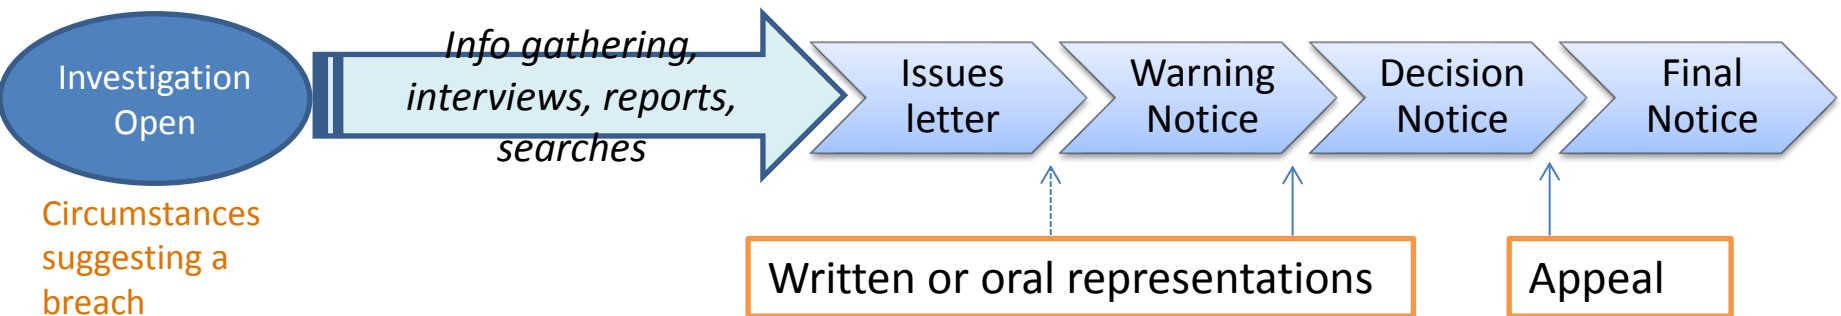 Investigation
Open
Info gathering,
interviews, reports,
searches
Issues
letter
Warning
Notice
Decision
Notice
Final
Notice
Circumstances
suggesting a
breach
Written or oral representations
Appeal